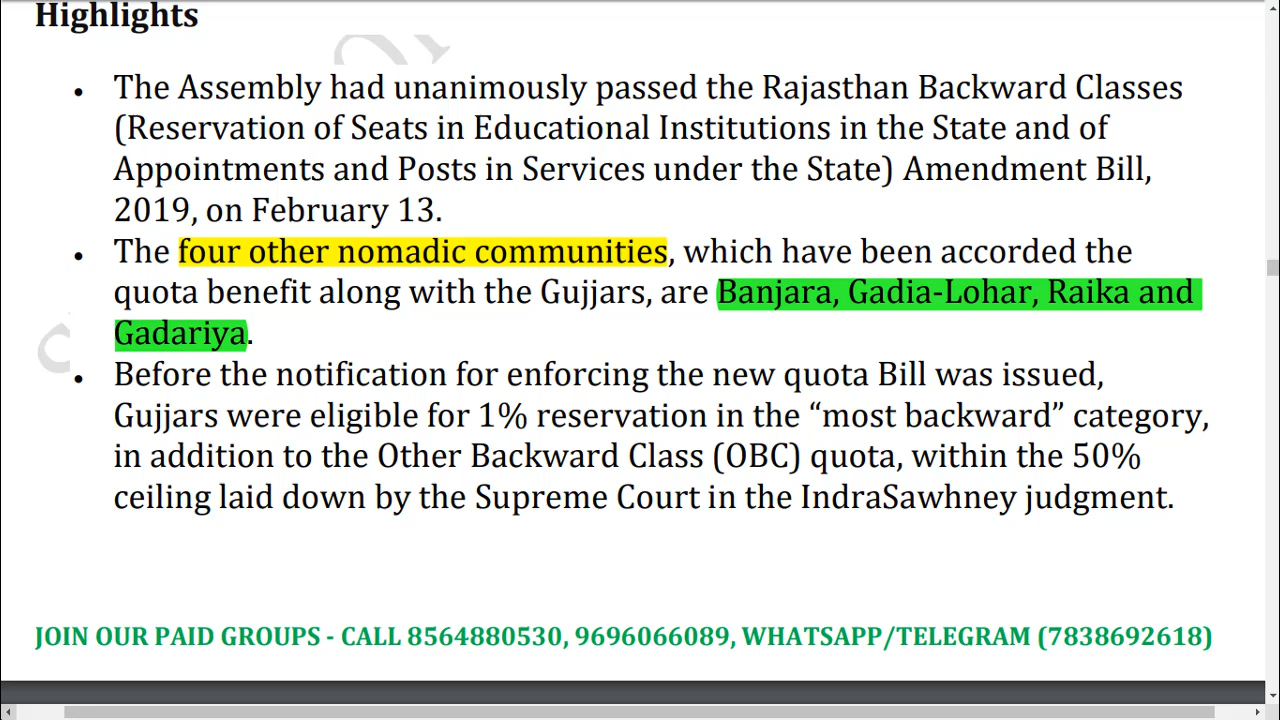 Highlights
• The Assembly had unanimously passed the Rajasthan Backward Classes
(Reservation of Seats in Educational Institutions in the State and of
Appointments and Posts in Services under the State) Amendment Bill,
2019, on February 13.
• The four other nomadic communities, which have been accorded the
quota benefit along with the Gujjars, are Banjara, Gadia-Lohar, Raika and
Gadariya.
• Before the notification for enforcing the new quota Bill was issued,
Gujjars were eligible for 1% reservation in the “most backward” category,
in addition to the Other Backward Class (OBC) quota, within the 50%
ceiling laid down by the Supreme Court in the IndraSawhney judgment.
JOIN OUR PAID GROUPS - CALL 8564880530, 9696066089, WHATSAPP/TELEGRAM (7838692618)